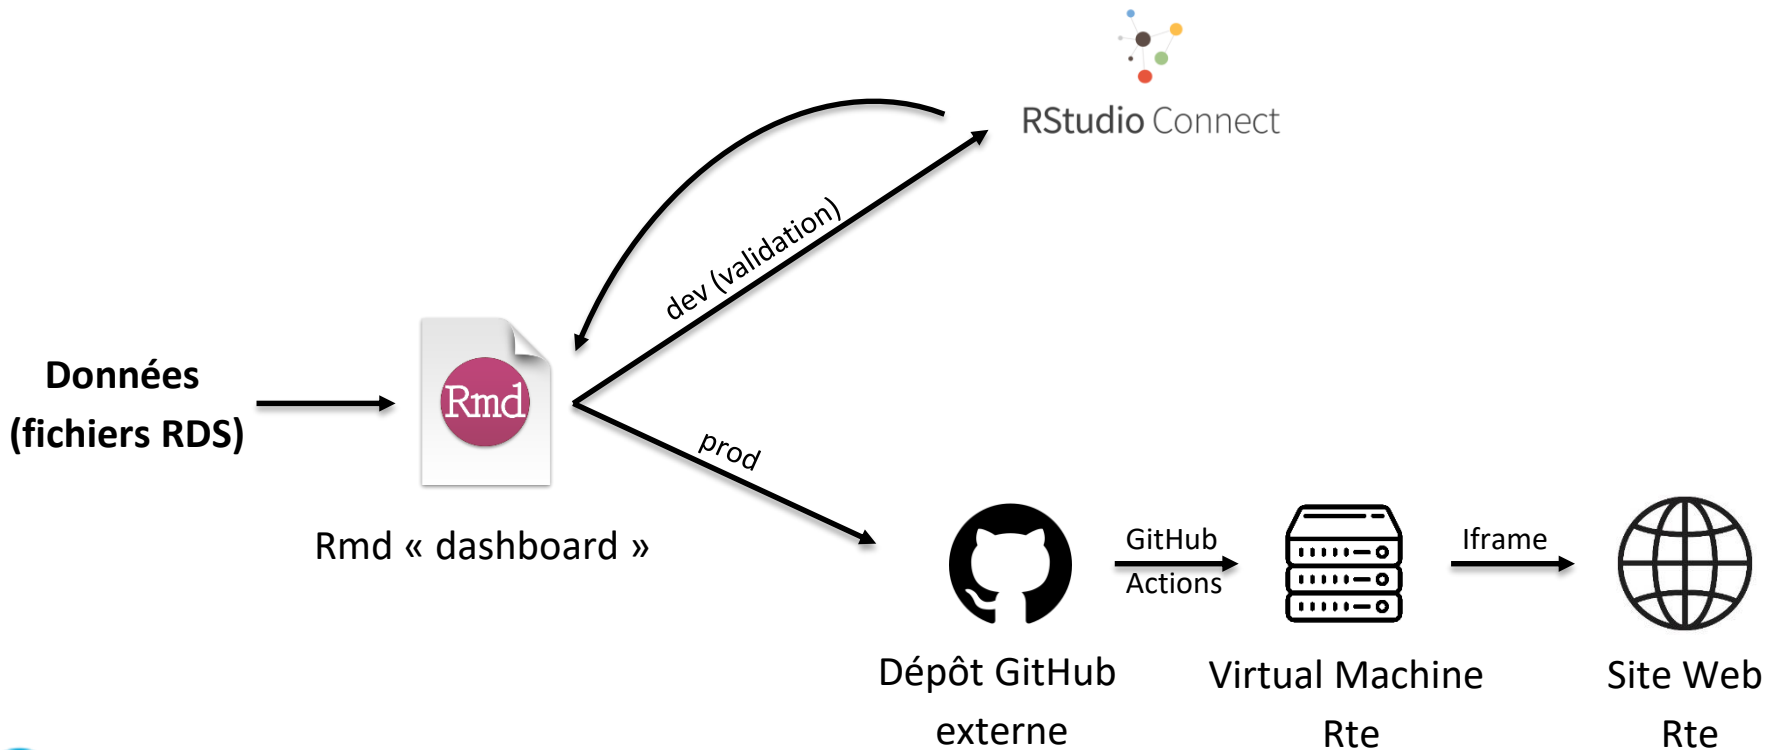 RStudio Connect
dev (validation)
Données
(fichiers RDS)
Rmd
prod
Rmd « dashboard »
GitHub
Actions
Iframe
Dépôt GitHub
externe
Virtual Machine
Rte
Site Web
Rte